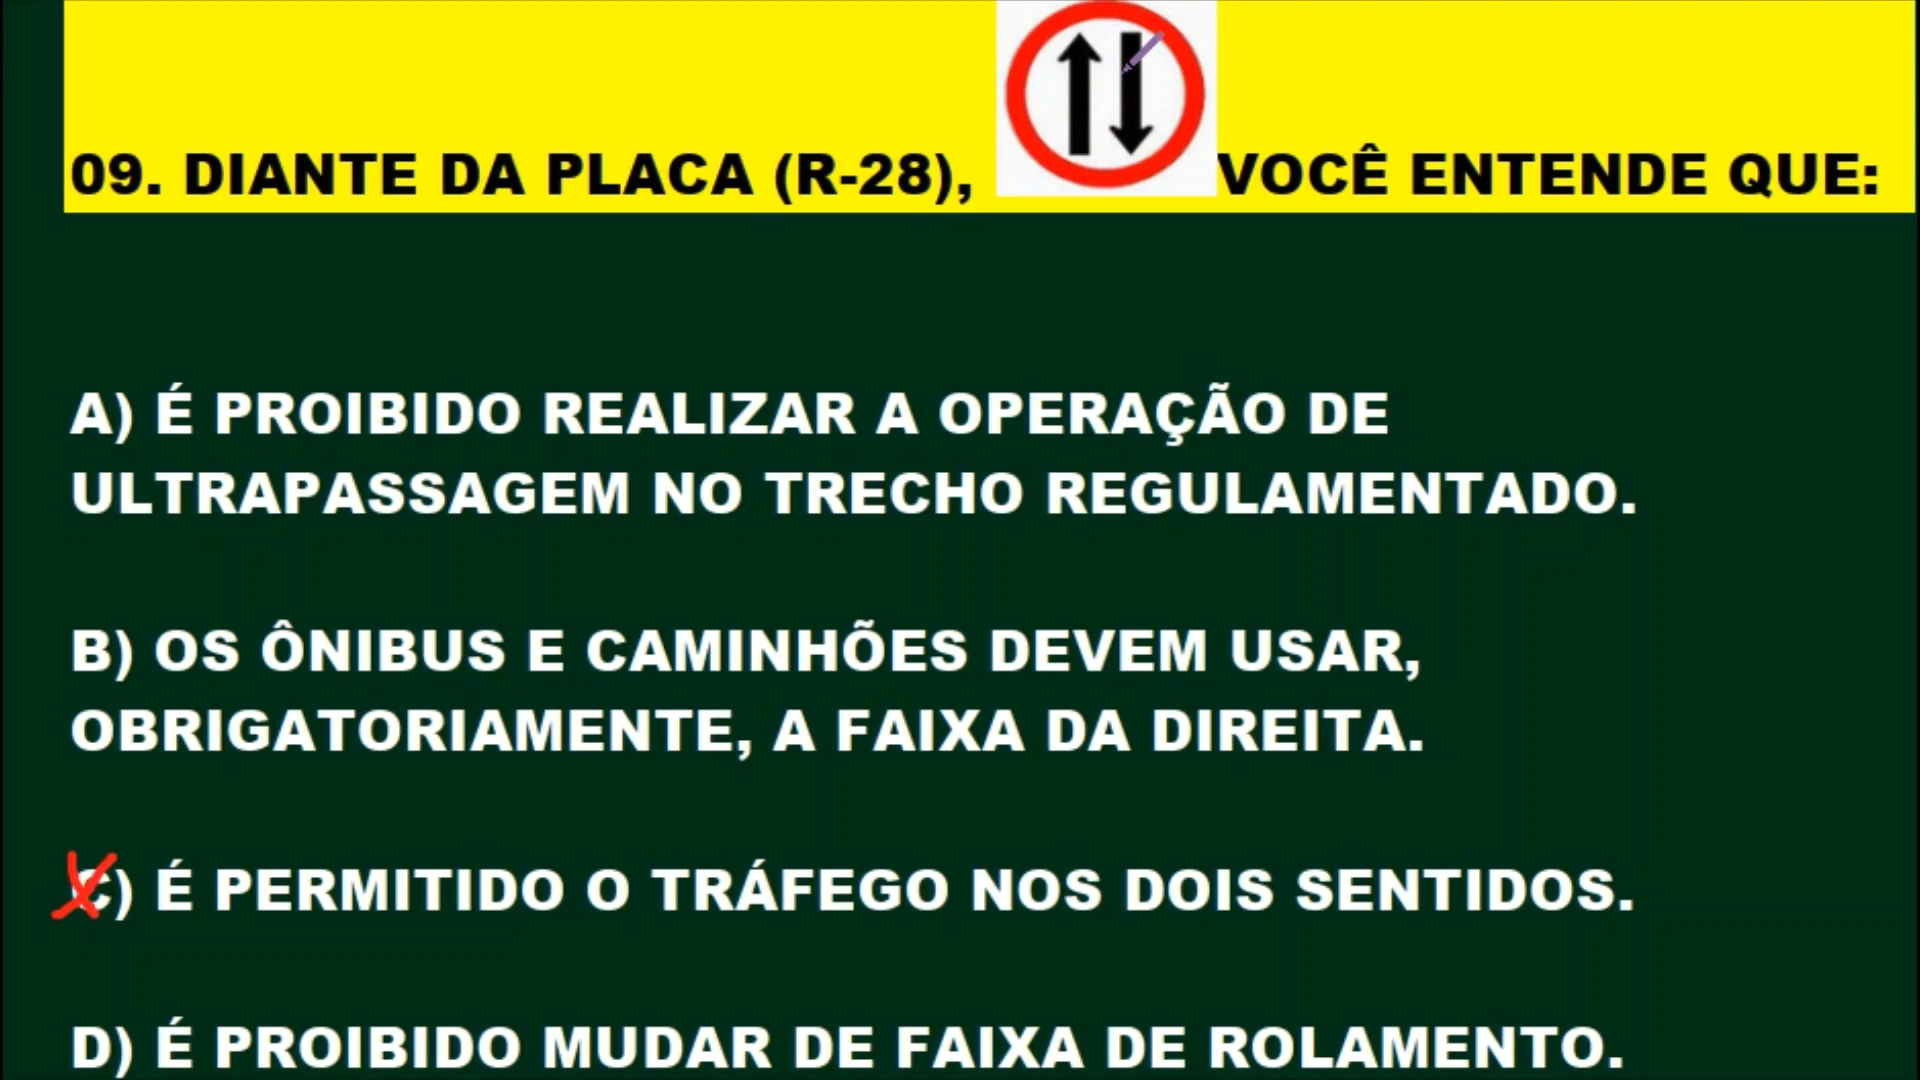 09. DIANTE DA PLACA (R-28), VOCÊ ENTENDE QUE:
A) É PROIBIDO REALIZAR A OPERAÇÃO DE
ULTRAPASSAGEM NO TRECHO REGULAMENTADO.
B) OS ÔNIBUS E CAMINHÕES DEVEM USAR,
OBRIGATORIAMENTE, A FAIXA DA DIREITA.
C) É PERMITIDO O TRÁFEGO NOS DOIS SENTIDOS.
D) É PROIBIDO MUDAR DE FAIXA DE ROLAMENTO.